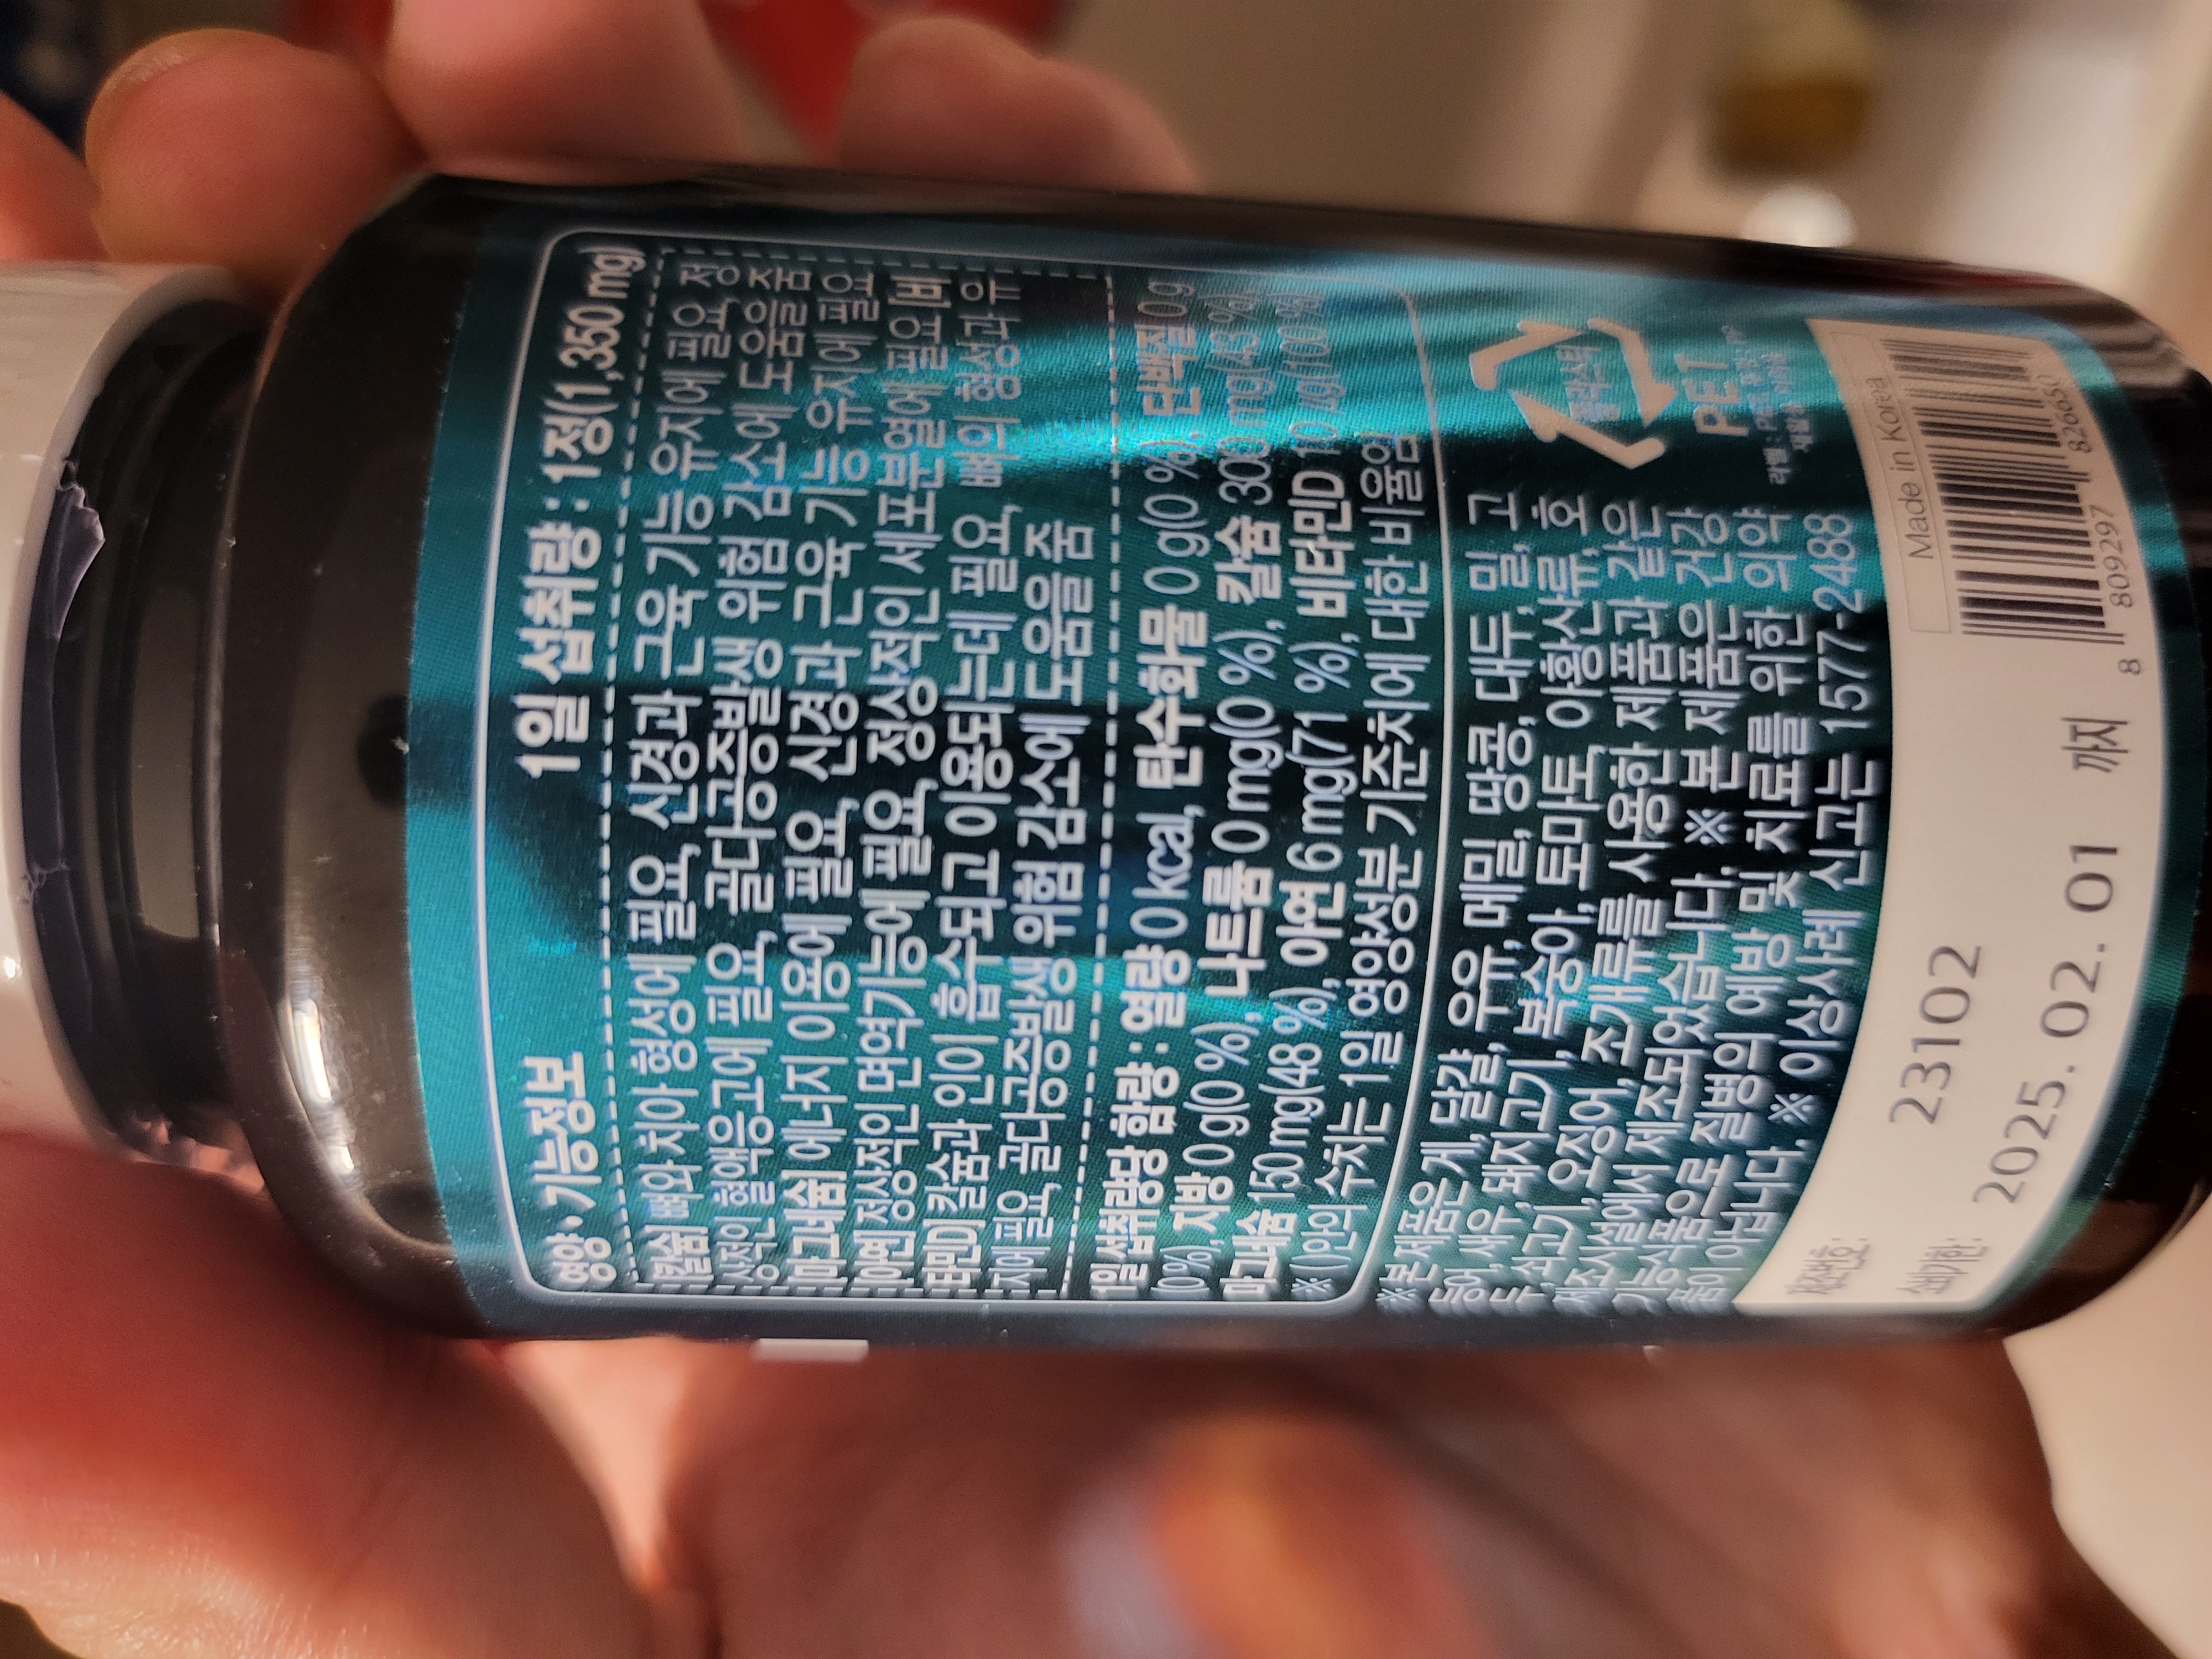 영양·기능정보 1일 섭취량 : 1정(1,350 mg)
[칼슘] 뼈와 치아 형성에 필요, 신경과 근육 기능 유지에 필요, 정
상적인 혈액응고에 필요, 골다공증발생 위험 감소에 도움을 줌
[마그네슘] 에너지 이용에 필요, 신경과 근육 기능 유지에 필요
[아연] 정상적인 면역기능에 필요, 정상적인 세포분열에 필요 [비
타민D] 칼슘과 인이 흡수되고 이용되는데 필요, 뼈의 형성과 유
지에 필요, 골다공증발생 위험 감소에 도움을 줌
1일 섭취량당 함량 : 열량 0 kcal, 탄수화물 0 g(0 %), 단백질 0 g
(0 %), 지방 0 g(0 %), 나트륨 0 mg(0 %), 칼슘 300 mg(43 %),
마그네슘 150 mg(48 %), 아연 6 mg(71 %), 비타민D 10 ㎍(100 %)
※ ( )안의 수치는 1일 영양성분 기준치에 대한 비율임
※ 본 제품은 게, 달걀, 우유, 메밀, 땅콩, 대두, 밀, 고
등어, 새우, 돼지고기, 복숭아, 토마토, 아황산류, 호
두, 쇠고기, 오징어, 조개류를 사용한 제품과 같은
제조시설에서 제조되었습니다. ※ 본 제품은 건강
기능식품으로 질병의 예방 및 치료를 위한 의약
품이 아닙니다. ※ 이상사례 신고는 1577-2488
플라스틱
PET
제조번호: 23102
소비기한: 2025. 02. 01 까지
Made in Korea
8 809297 829650